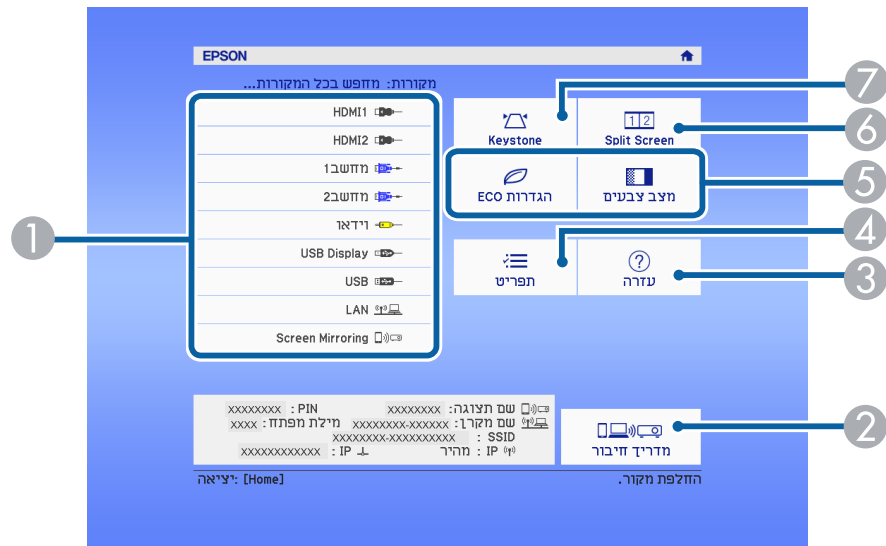 EPSON
מקורות: מחפש בכל המקורות...
HDMI1
HDMI2
מחשב1
מחשב2
וידאו
USB Display
USB
LAN
Screen Mirroring
Keystone
Split Screen
הגדרות ECO
מצב צבעים
תפריט
עזרה
שם תצוגה: XXXXXXXX PIN : XXXXXXXX
שם מקרן: XXXXXXXX-XXXXXX מילת מפתח: XXXX
SSID : XXXXXXXX-XXXXXXXXXX
IP : מהיר IP : XXXXXXXXXXXX
מדריך חיבור
החלפת מקור.
[Home] :יציאה
1
2
3
4
5
6
7